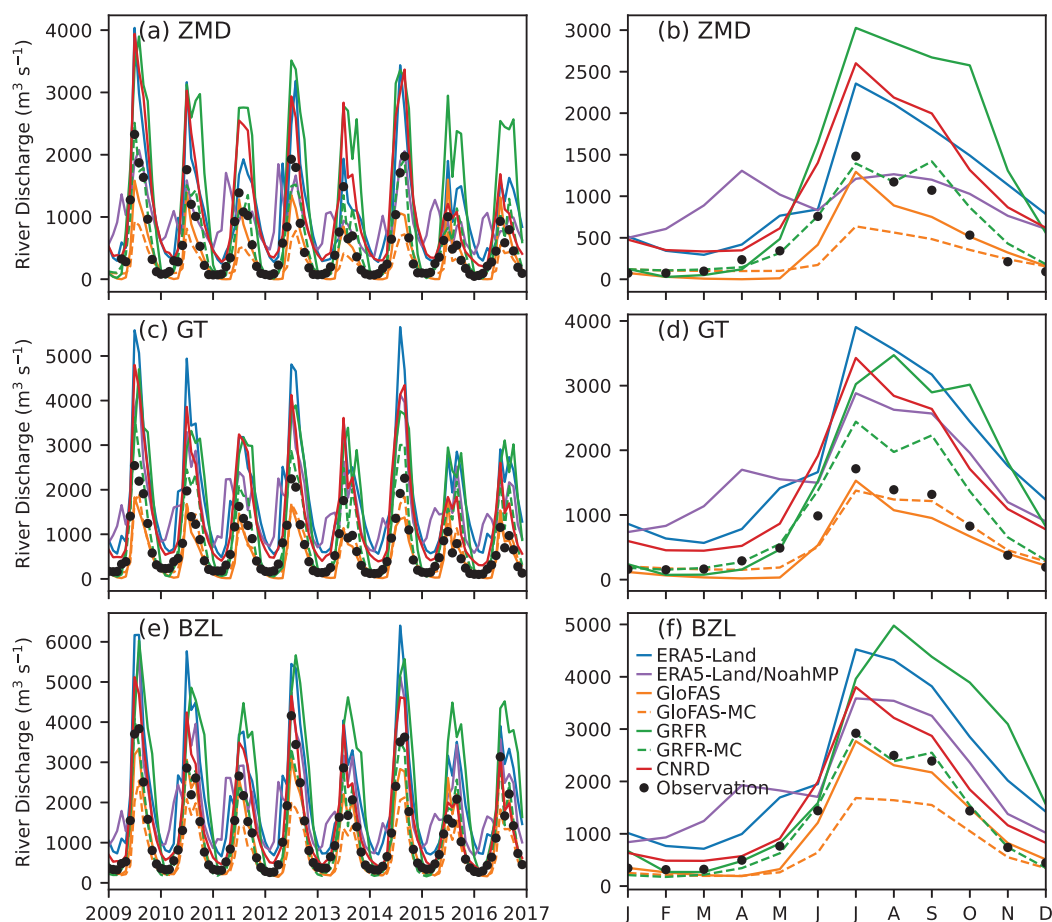 (a) ZMD
(b) ZMD
River Discharge (m³ s⁻¹)
4000
3000
2000
1000
0
3000
2500
2000
1500
1000
500
0
(c) GT
(d) GT
River Discharge (m³ s⁻¹)
5000
4000
3000
2000
1000
0
4000
3000
2000
1000
0
(e) BZL
(f) BZL
River Discharge (m³ s⁻¹)
6000
5000
4000
3000
2000
1000
0
5000
4000
3000
2000
1000
0
ERA5-Land
ERA5-Land/NoahMP
GloFAS
GloFAS-MC
GRFR
GRFR-MC
CNRD
Observation
2009 2010 2011 2012 2013 2014 2015 2016 2017
J F M A M J J A S O N D